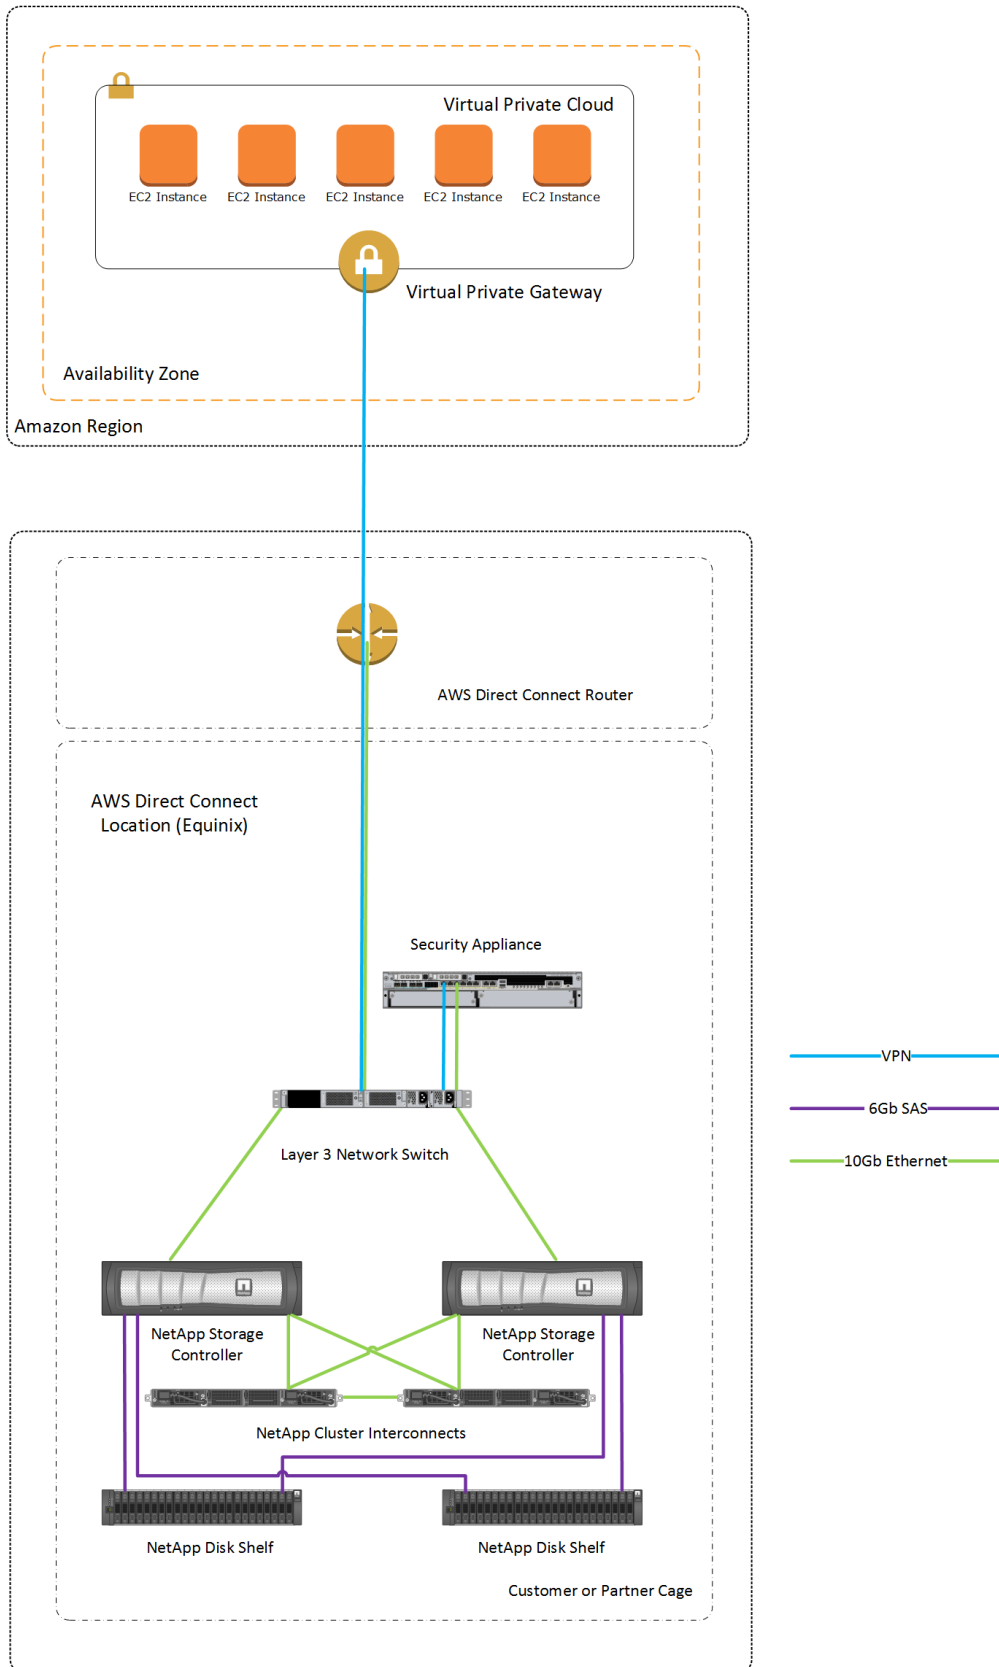 Virtual Private Cloud
EC2 Instance
EC2 Instance
EC2 Instance
EC2 Instance
EC2 Instance
Virtual Private Gateway
Availability Zone
Amazon Region
AWS Direct Connect Router
AWS Direct Connect
Location (Equinix)
Security Appliance
VPN
6Gb SAS
10Gb Ethernet
Layer 3 Network Switch
NetApp Storage
Controller
NetApp Storage
Controller
NetApp Cluster Interconnects
NetApp Disk Shelf
NetApp Disk Shelf
Customer or Partner Cage